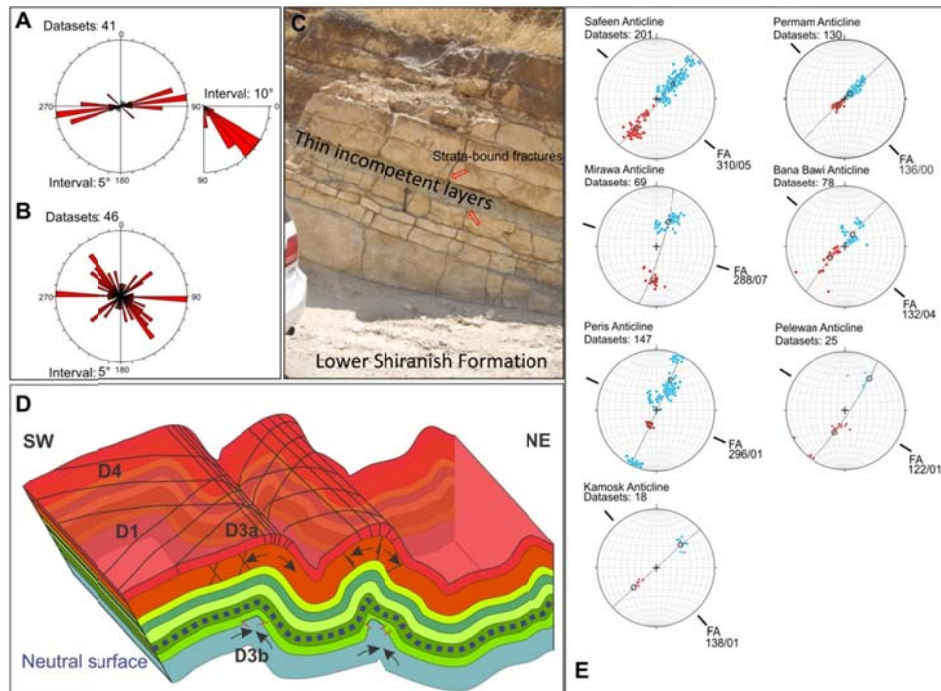 A
Datasets: 41
0
270
90
Interval: 10°
0
90
Interval: 5°
180
B
Datasets: 46
270
90
Interval: 5°
180
C
Strata-bound fractures
Thin incompetent layers
Lower Shiranish Formation
D
SW
NE
D4
D1
D3a
D3b
Neutral surface
E
Safeen Anticline
Datasets: 201
FA
310/05
Permam Anticline
Datasets: 130
FA
136/00
Mirawa Anticline
Datasets: 69
FA
288/07
Bana Bawi Anticline
Datasets: 78
FA
132/04
Peris Anticline
Datasets: 147
FA
296/01
Pelewan Anticline
Datasets: 25
FA
122/01
Kamosk Anticline
Datasets: 18
FA
138/01